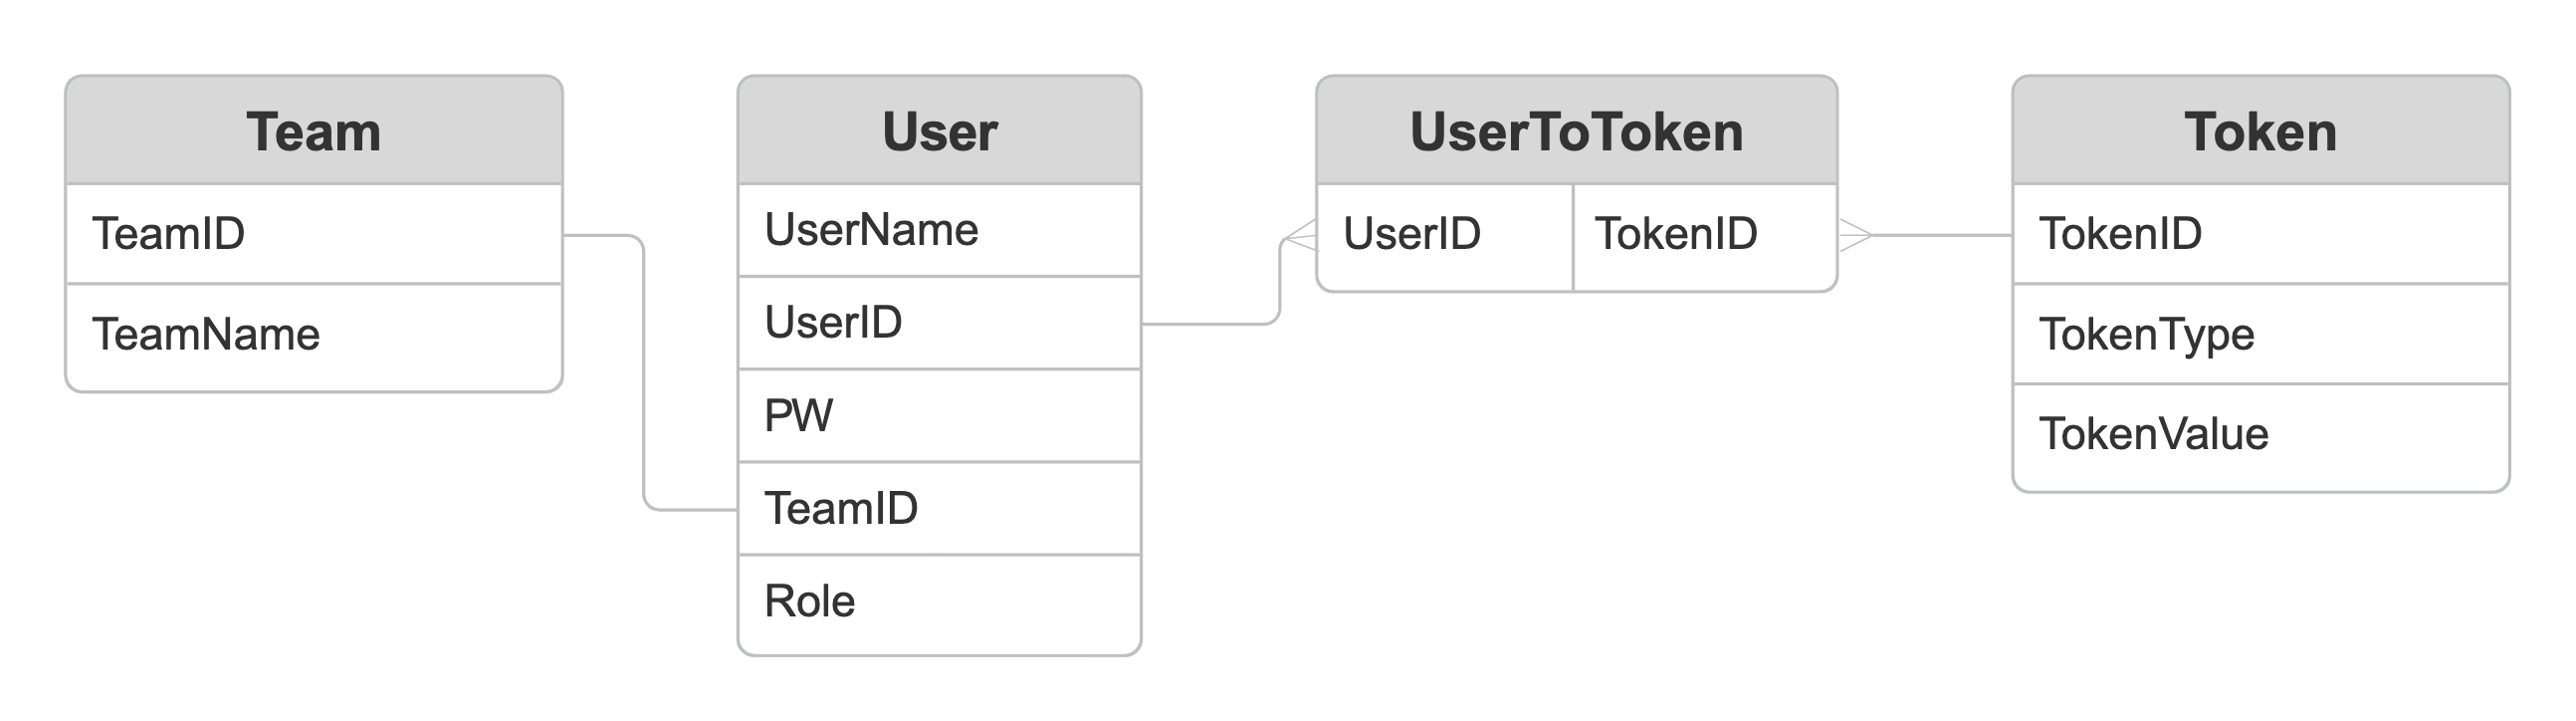 Team
TeamID
TeamName
User
UserName
UserID
PW
TeamID
Role
UserToToken
UserID TokenID
Token
TokenID
TokenType
TokenValue